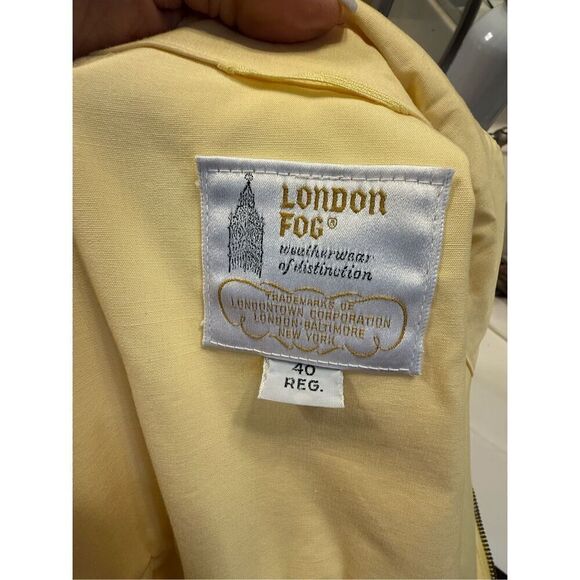 LONDON
FOG®
weatherwear
of distinction
TRADEMARKS OF
LONDONTOWN CORPORATION
LONDON·BALTIMORE
NEW YORK
40
REG.